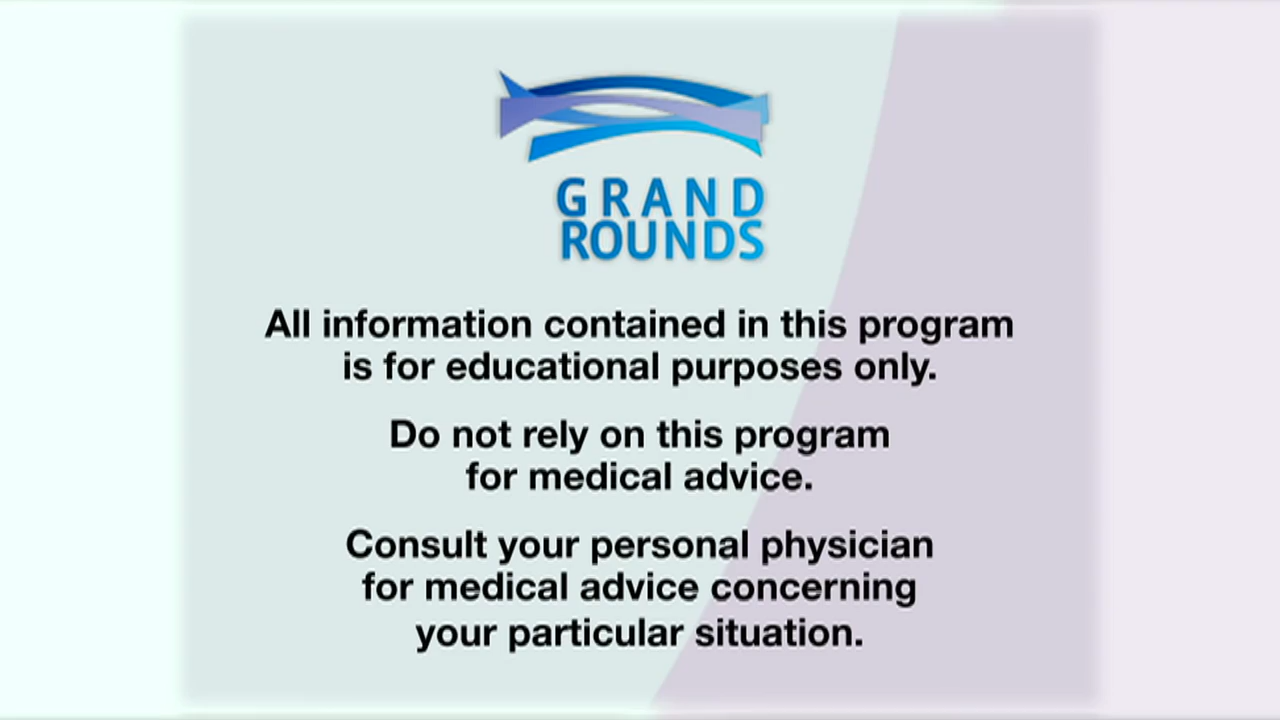 GRAND
ROUNDS
All information contained in this program
is for educational purposes only.
Do not rely on this program
for medical advice.
Consult your personal physician
for medical advice concerning
your particular situation.